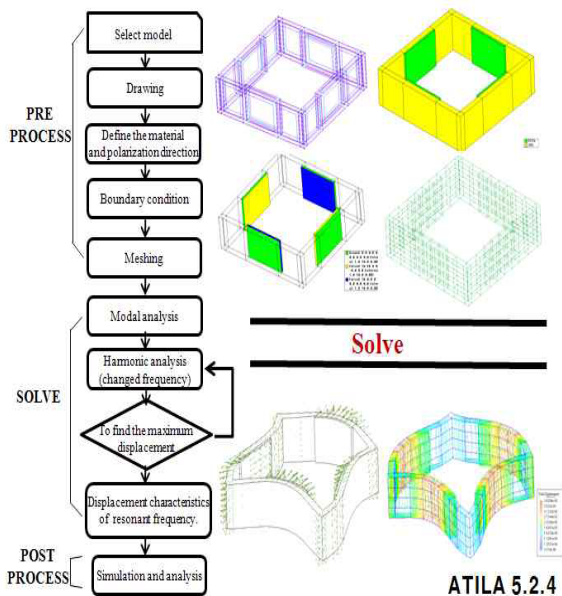 Select model
Drawing
PRE
PROCESS
Define the material
and polarization direction
Boundary condition
Meshing
Modal analysis
Solve
Harmonic analysis
(changed frequency)
SOLVE
To find the maximum
displacement
Displacement characteristics
of resonant frequency.
POST
PROCESS
Simulation and analysis
ATILA 5.2.4